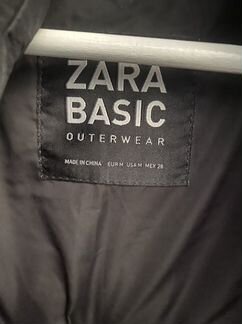 ZARA
BASIC
OUTERWEAR
MADE IN CHINA EUR M USA M MEX 28